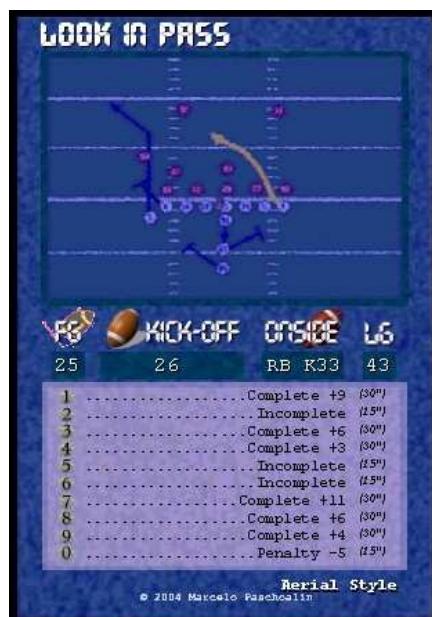 LOOK IN PASS
FG KICK-OFF ONSIDE LG
25 26 RB K33 43
1 ....................Complete +9 (30")
2 .....................Incomplete (15")
3 ....................Complete +6 (30")
4 ....................Complete +3 (30")
5 .....................Incomplete (15")
6 .....................Incomplete (15")
7 ...................Complete +11 (30")
8 ....................Complete +6 (30")
9 ....................Complete +4 (30")
0 .....................Penalty -5 (15")
Aerial Style
© 2004 Marcelo Paschoalin